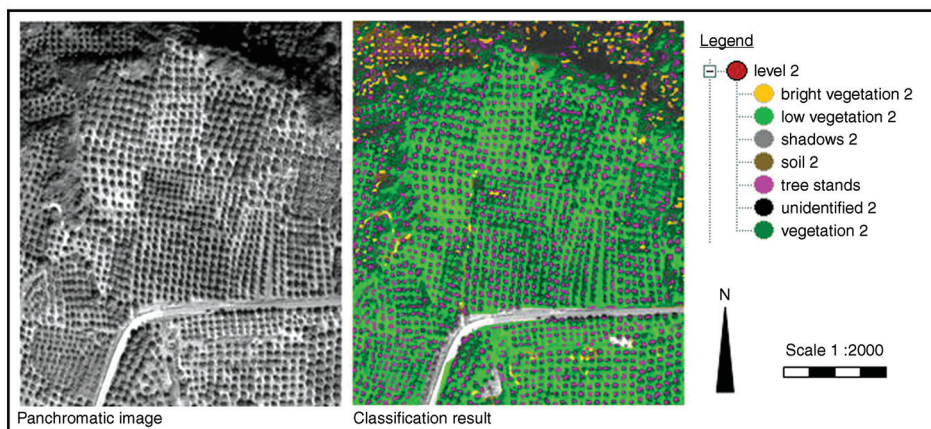 Legend
level 2
bright vegetation 2
low vegetation 2
shadows 2
soil 2
tree stands
unidentified 2
vegetation 2
N
Scale 1 :2000
Panchromatic image
Classification result